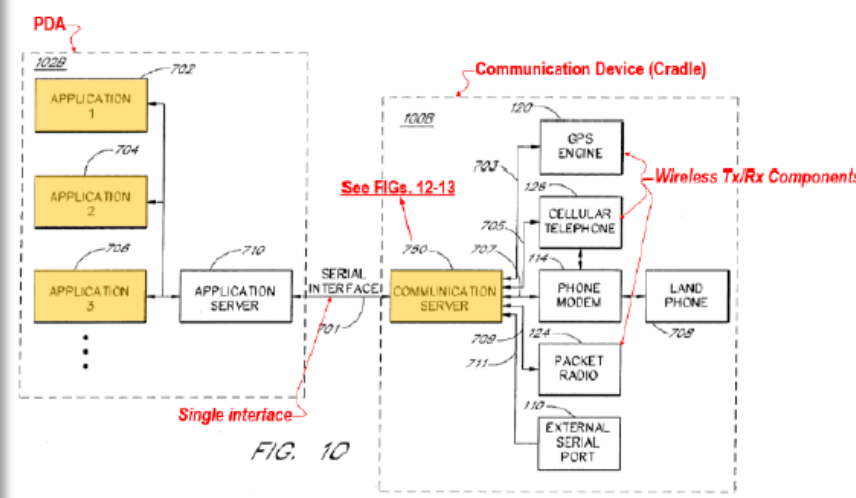 PDA
102B
702
APPLICATION
1
704
APPLICATION
2
706
APPLICATION
3
710
APPLICATION
SERVER
SERIAL
INTERFACE
701
Single interface
Communication Device (Cradle)
100B
See FIGs. 12-13
750
COMMUNICATION
SERVER
703
705
707
709
711
120
GPS
ENGINE
126
CELLULAR
TELEPHONE
114
PHONE
MODEM
LAND
PHONE
708
124
PACKET
RADIO
110
EXTERNAL
SERIAL
PORT
Wireless Tx/Rx Components
FIG. 10